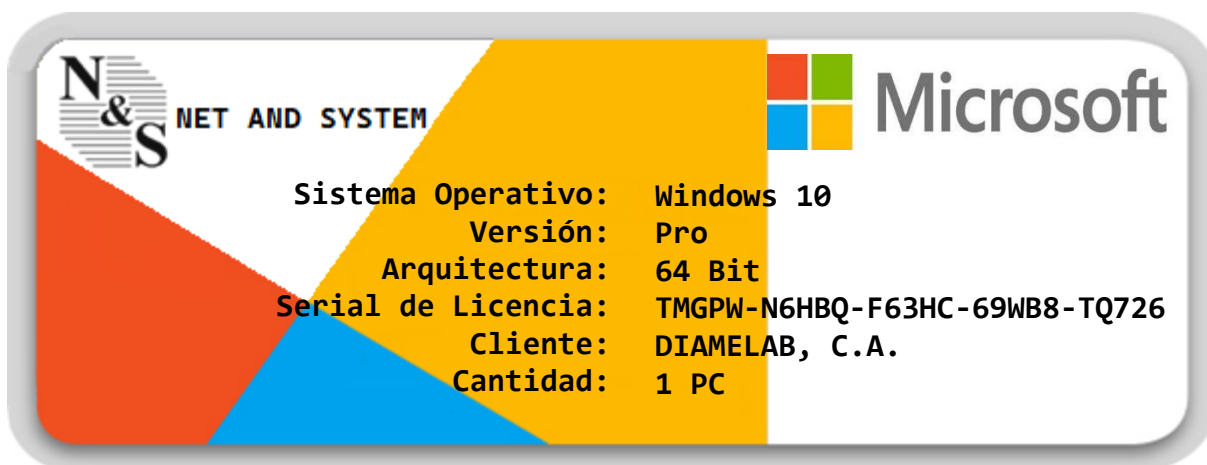 N&S NET AND SYSTEM
Microsoft
Sistema Operativo: Windows 10
Versión: Pro
Arquitectura: 64 Bit
Serial de Licencia: TMGPW-N6HBQ-F63HC-69WB8-TQ726
Cliente: DIAMELAB, C.A.
Cantidad: 1 PC